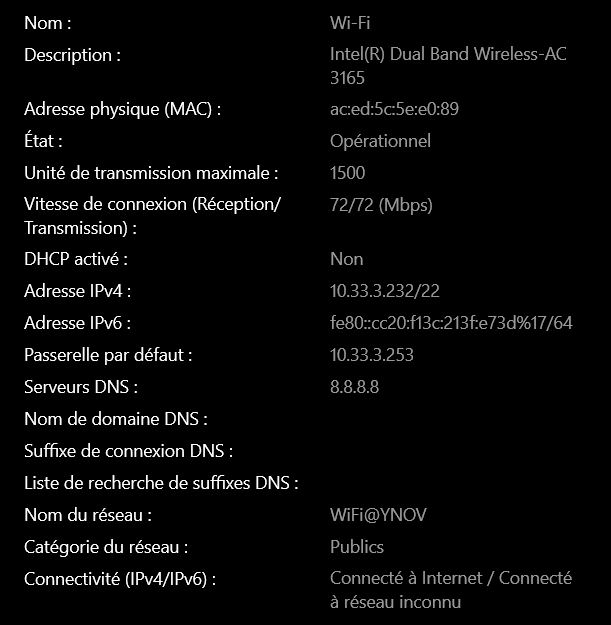 Nom : Wi-Fi
Description : Intel(R) Dual Band Wireless-AC
3165
Adresse physique (MAC) : ac:ed:5c:5e:e0:89
État : Opérationnel
Unité de transmission maximale : 1500
Vitesse de connexion (Réception/ 72/72 (Mbps)
Transmission) :
DHCP activé : Non
Adresse IPv4 : 10.33.3.232/22
Adresse IPv6 : fe80::cc20:f13c:213f:e73d%17/64
Passerelle par défaut : 10.33.3.253
Serveurs DNS : 8.8.8.8
Nom de domaine DNS :
Suffixe de connexion DNS :
Liste de recherche de suffixes DNS :
Nom du réseau : WiFi@YNOV
Catégorie du réseau : Publics
Connectivité (IPv4/IPv6) : Connecté à Internet / Connecté
à réseau inconnu